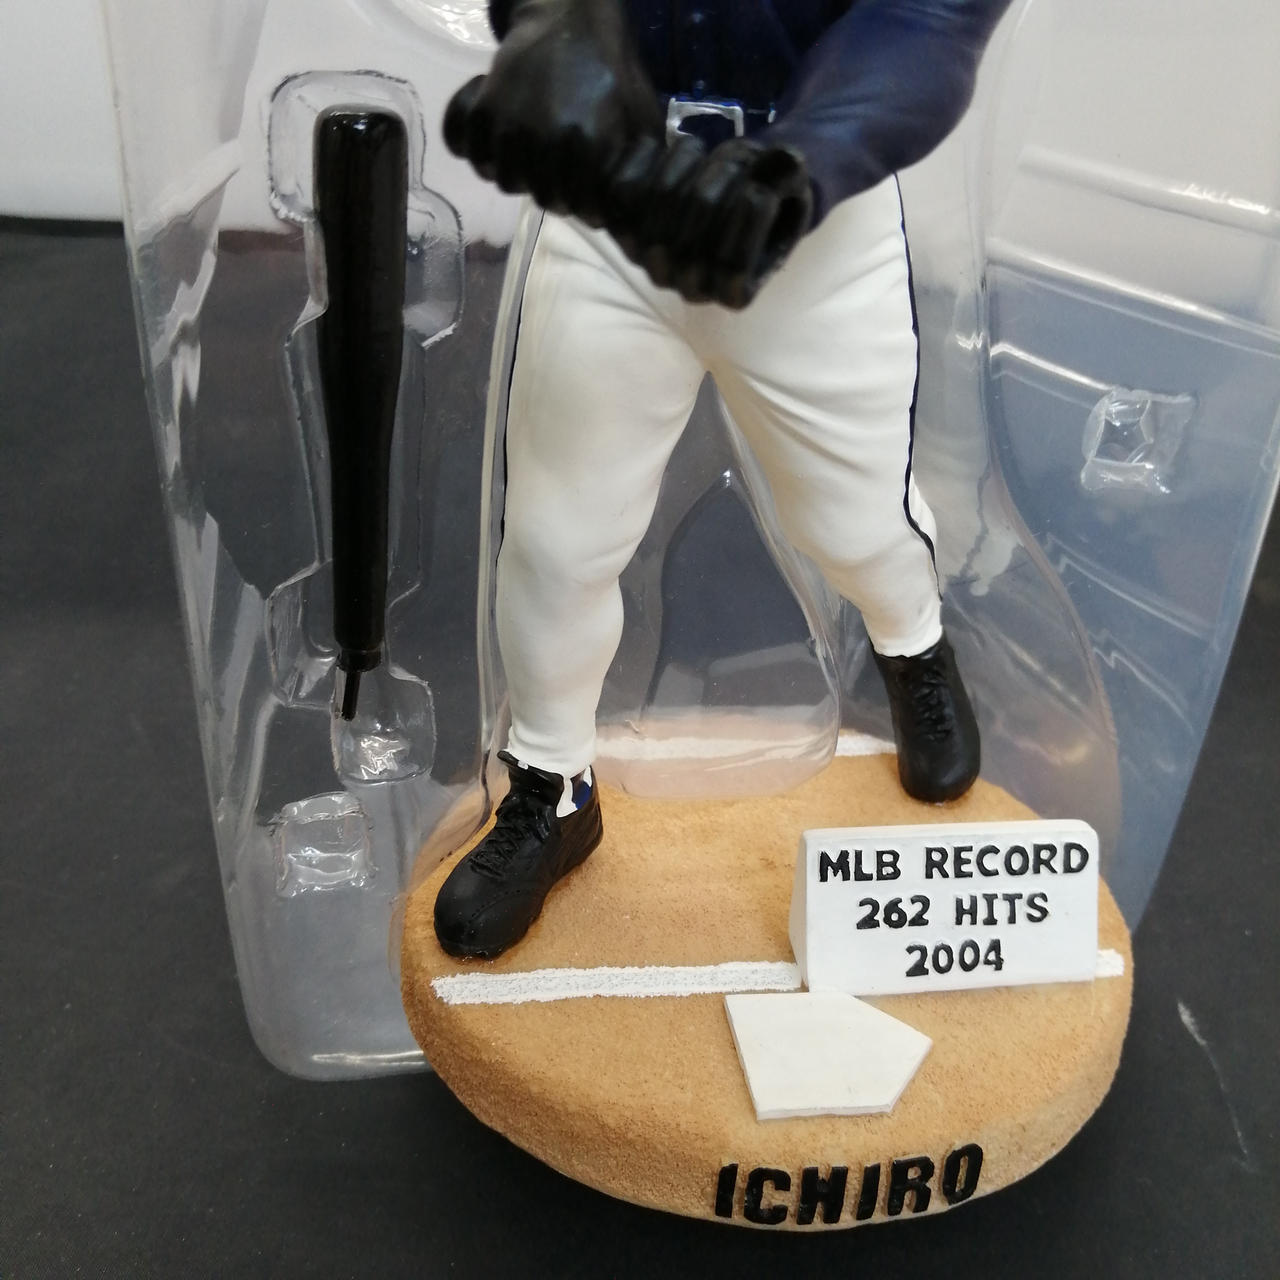 MLB RECORD
262 HITS
2004
ICHIRO